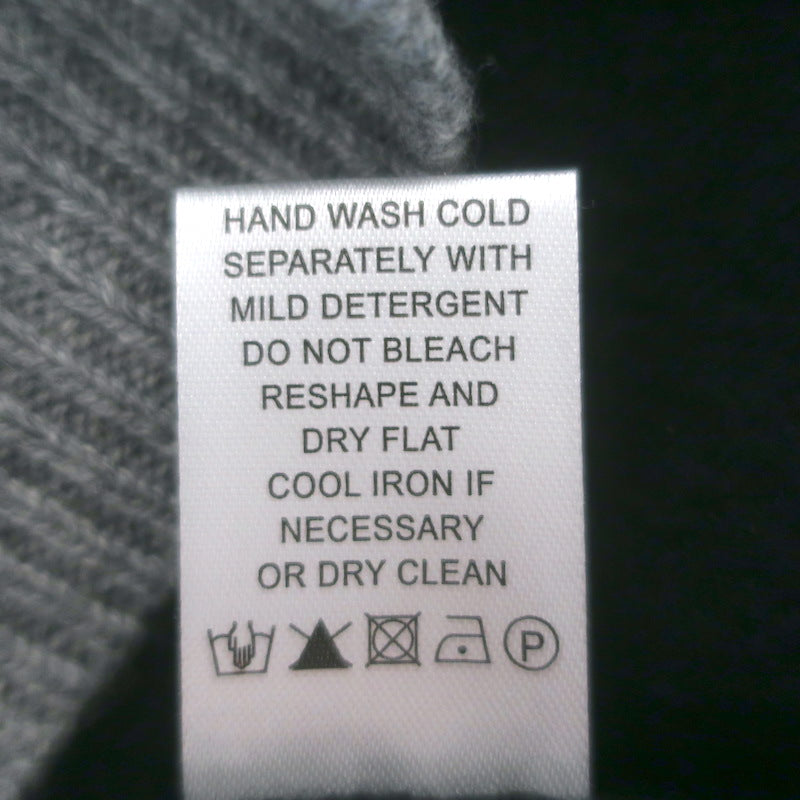 HAND WASH COLD
SEPARATELY WITH
MILD DETERGENT
DO NOT BLEACH
RESHAPE AND
DRY FLAT
COOL IRON IF
NECESSARY
OR DRY CLEAN
P